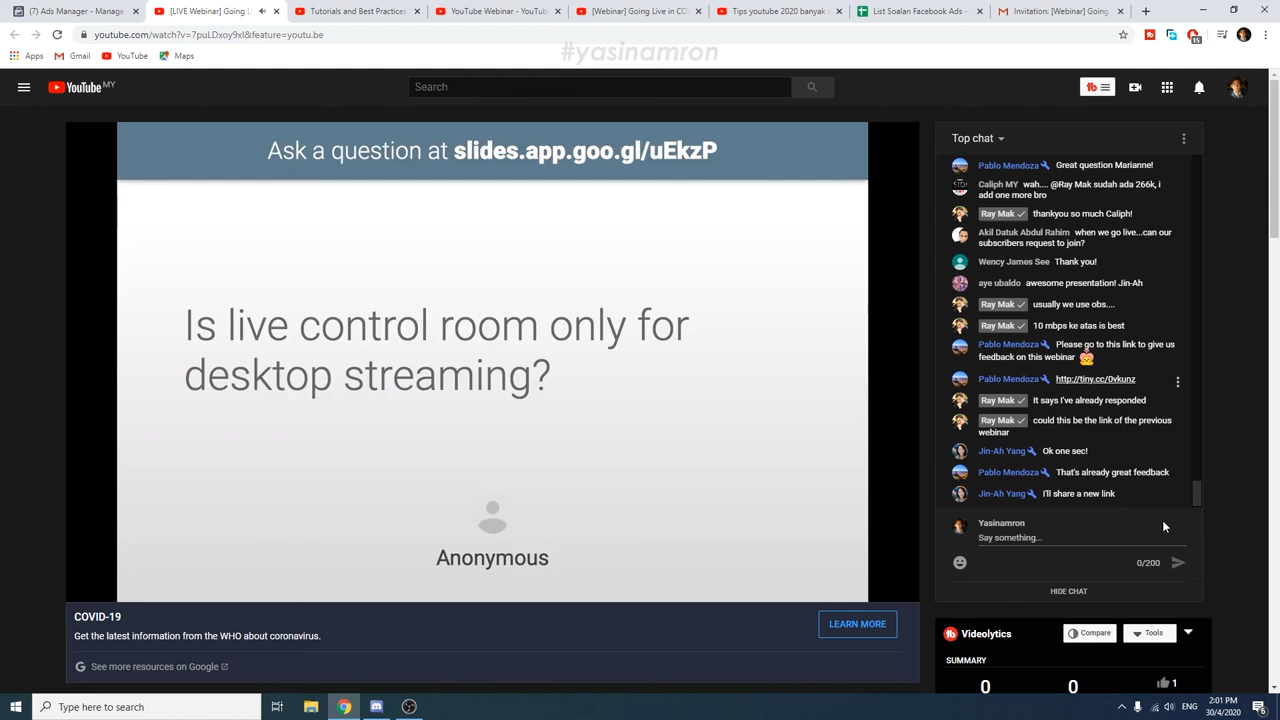 (7) Ads Manager - Manag
[LIVE Webinar] Going Li
Tutorials and Best Practices
YouTube Webinar - YouTu
[Webinar] Going Live in CO
Tips youtube 2020 banyak
List Soalan Facebook Ads -
Invitation: [Webinar] Going
youtube.com/watch?v=7puLDxoy9xI&feature=youtu.be
15
Apps
Gmail
YouTube
Maps
#yasinamron
YouTube MY
Search
Ask a question at slides.app.goo.gl/uEkzP
Is live control room only for
desktop streaming?
Anonymous
COVID-19
Get the latest information from the WHO about coronavirus.
LEARN MORE
See more resources on Google
Top chat
Pablo Mendoza Great question Marianne!
Caliph MY wah.... @Ray Mak sudah ada 266k, i
add one more bro
Ray Mak thankyou so much Caliph!
Akil Datuk Abdul Rahim when we go live...can our
subscribers request to join?
Wency James See Thank you!
aye ubaldo awesome presentation! Jin-Ah
Ray Mak usually we use obs....
Ray Mak 10 mbps ke atas is best
Pablo Mendoza Please go to this link to give us
feedback on this webinar
Pablo Mendoza http://tiny.cc/0vkunz
Ray Mak It says I've already responded
Ray Mak could this be the link of the previous
webinar
Jin-Ah Yang Ok one sec!
Pablo Mendoza That's already great feedback
Jin-Ah Yang I'll share a new link
Yasinamron
Say something...
0/200
HIDE CHAT
Videolytics
Compare
Tools
SUMMARY
0
0
1
Type here to search
ENG
2:01 PM
30/4/2020
6